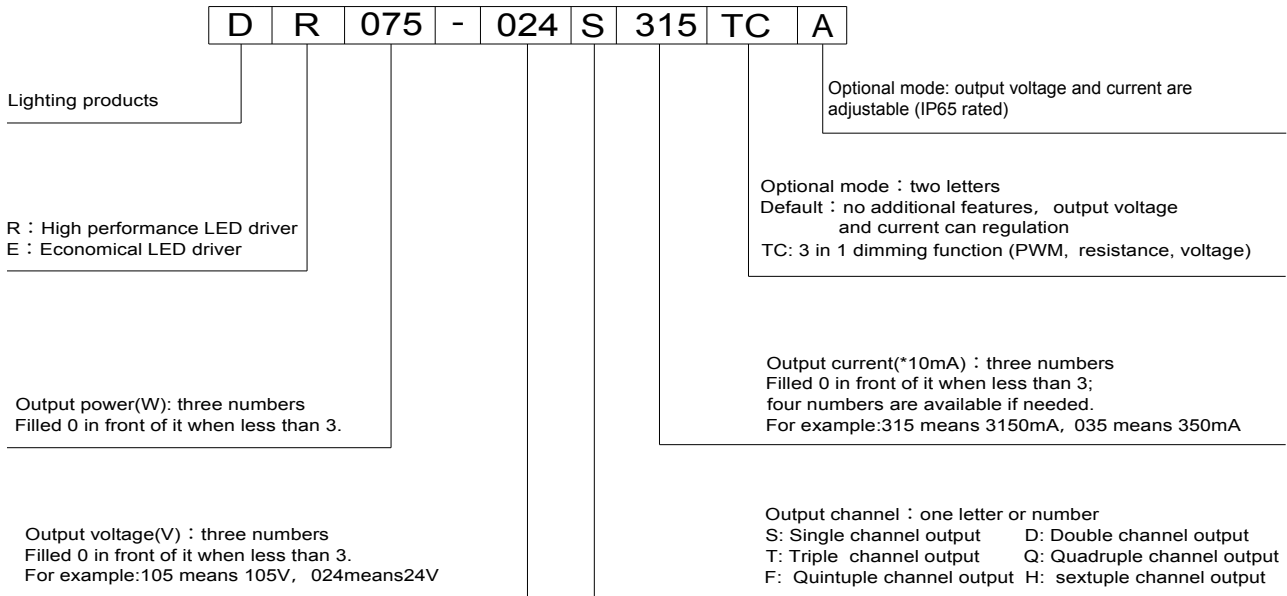 D R 075 - 024 S 315 TC A
Lighting products
Optional mode: output voltage and current are
adjustable (IP65 rated)
R：High performance LED driver
E：Economical LED driver
Optional mode：two letters
Default：no additional features, output voltage
and current can regulation
TC: 3 in 1 dimming function (PWM, resistance, voltage)
Output power(W): three numbers
Filled 0 in front of it when less than 3.
Output current(*10mA)：three numbers
Filled 0 in front of it when less than 3;
four numbers are available if needed.
For example:315 means 3150mA, 035 means 350mA
Output voltage(V)：three numbers
Filled 0 in front of it when less than 3.
For example:105 means 105V, 024means24V
Output channel：one letter or number
S: Single channel output D: Double channel output
T: Triple channel output Q: Quadruple channel output
F: Quintuple channel output H: sextuple channel output